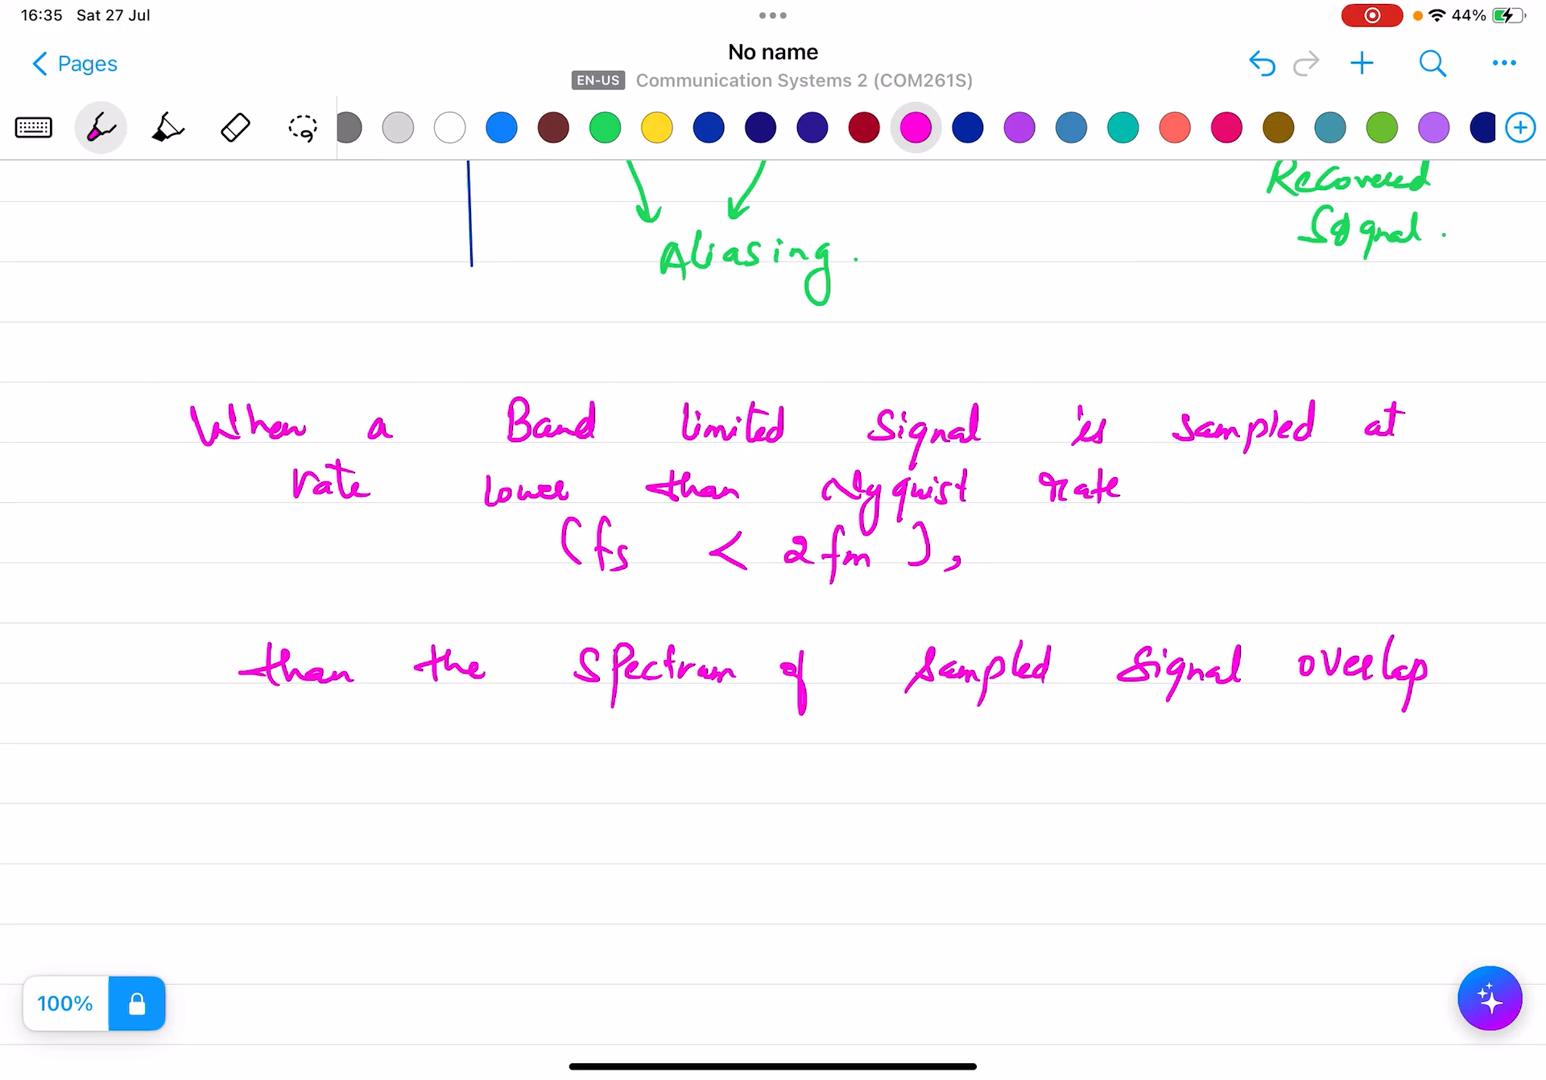 16:35 Sat 27 Jul
44%
Pages
No name
EN-US Communication Systems 2 (COM261S)
Recovered
Signal.
Aliasing.
When a Band limited signal is sampled at
rate lower than Nyquist rate
(fs < 2fm),
than the spectrum of sampled signal overlap
100%